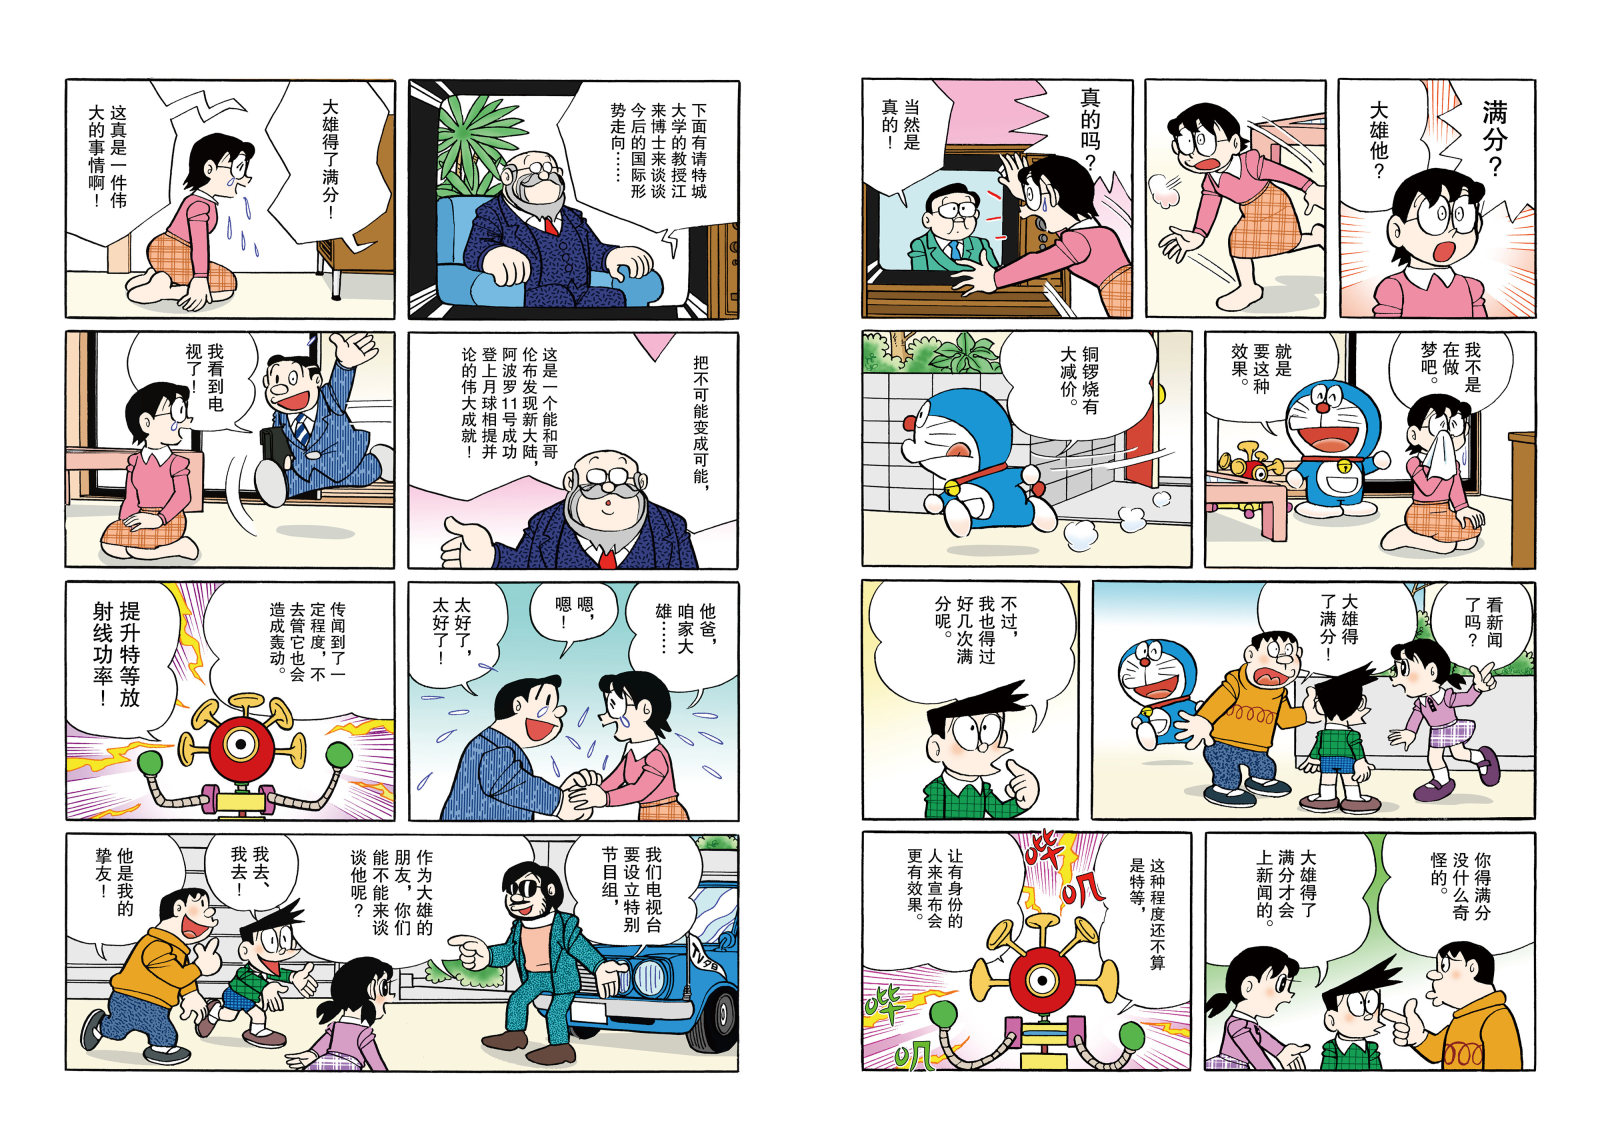 满分?
大雄他?
真的吗?
当然是
真的!
我不是
在做
梦吧。
就是
要这种
效果。
铜锣烧有
大减价。
看新闻
了吗?
大雄得
了满分!
不过,
我也得过
好几次满
分呢。
你得满分
没什么奇
怪的。
大雄得了
满分才会
上新闻的。
这种程度还不算
是特等,
让有身份的
人来宣布会
更有效果。
哔
叽
哔
叽
下面有请特城
大学的教授江
来博士来谈谈
今后的国际形
势走向……
大雄得了满分!
这真是一件伟
大的事情啊!
把不可能变成可能,
这是一个能和哥
伦布发现新大陆,
阿波罗11号成功
登上月球相提并
论的伟大成就!
我看到电
视了!
他爸,
咱家大
雄……
嗯,
嗯!
太好了,
太好了!
传闻到了一
定程度,不
去管它也会
造成轰动。
提升特等放
射线功率!
我们电视台
要设立特别
节目组,
作为大雄的
朋友,你们
能不能来谈
谈他呢?
TV98
我去、
我去!
他是我的
挚友!